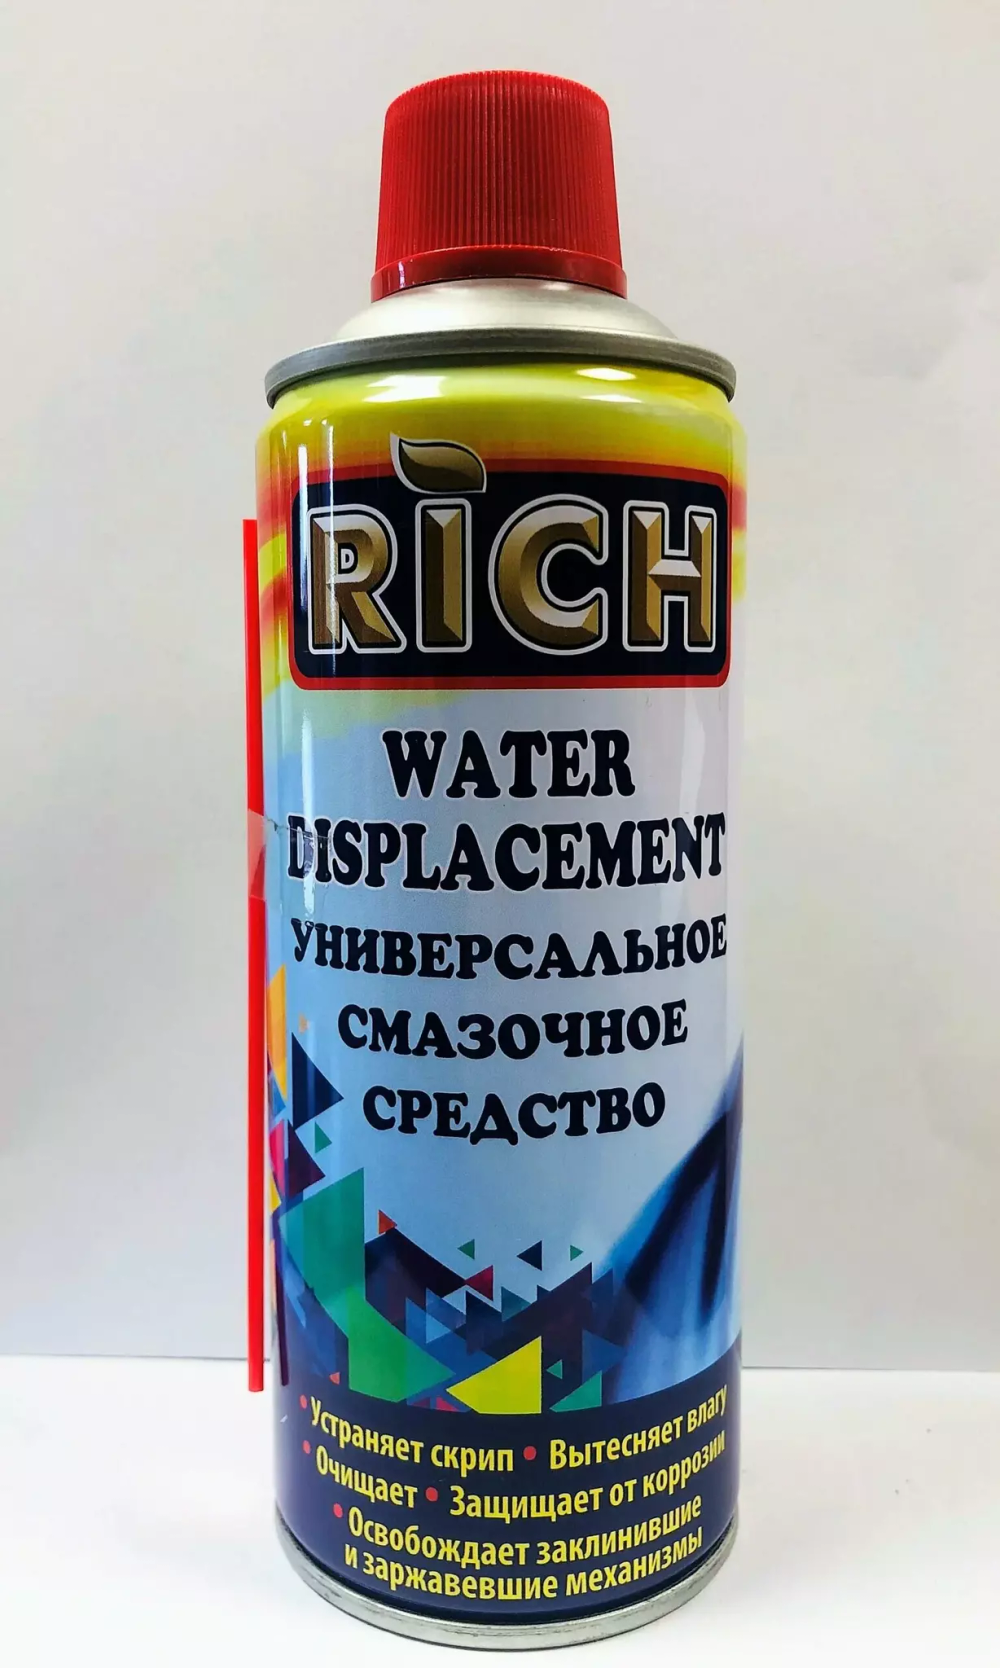 RICH
WATER
DISPLACEMENT
УНИВЕРСАЛЬНОЕ
СМАЗОЧНОЕ
СРЕДСТВО
• Устраняет скрип • Вытесняет влагу
• Очищает • Защищает от коррозии
• Освобождает заклинившие
и заржавевшие механизмы